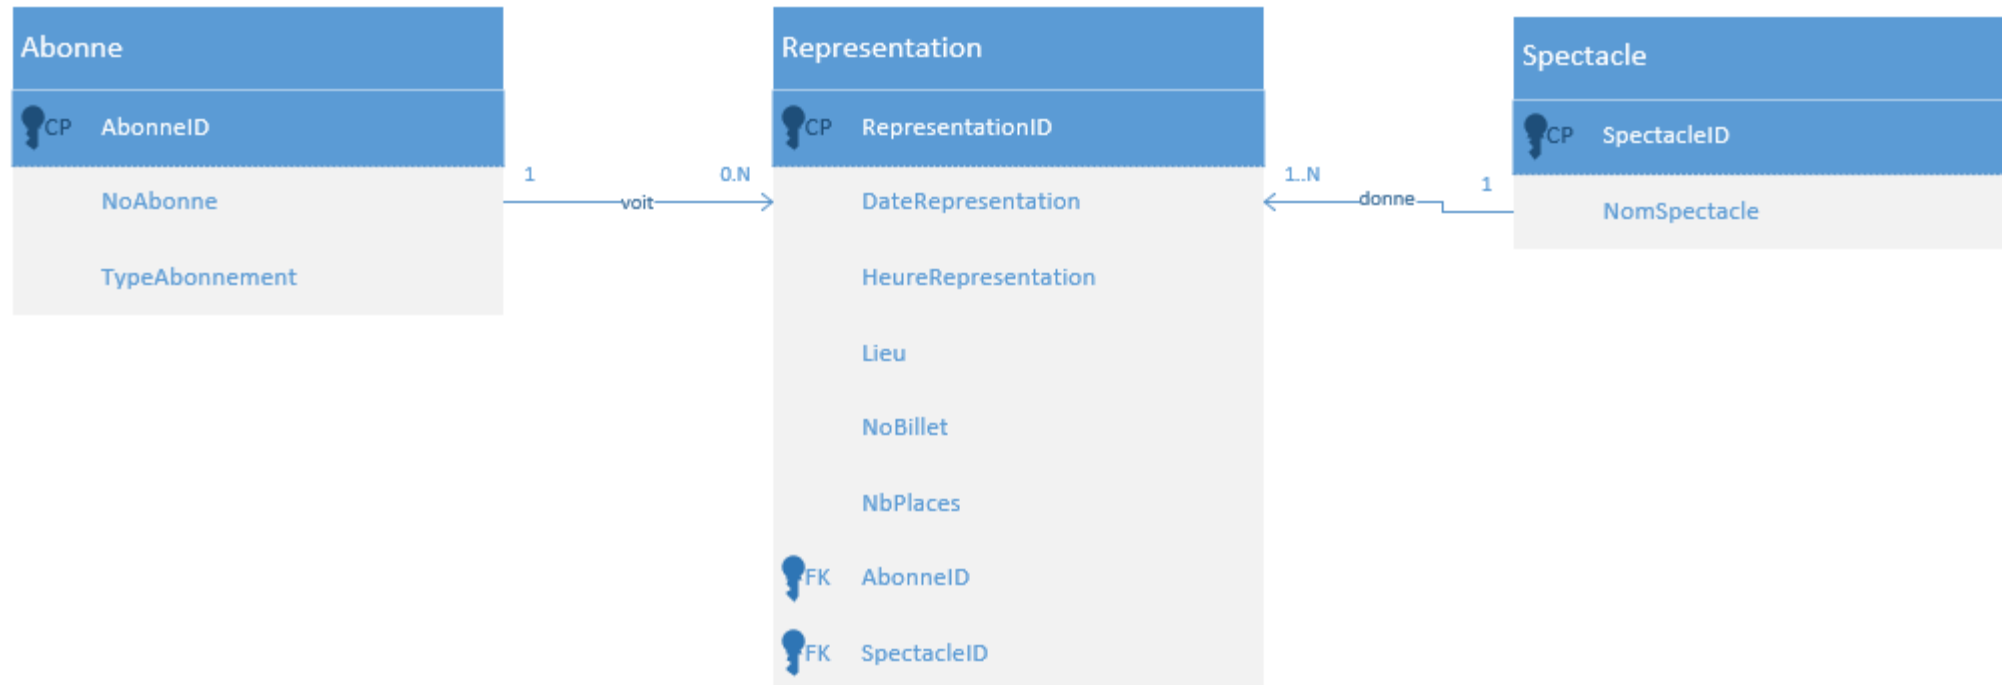 Abonne
CP AbonneID
NoAbonne
TypeAbonnement
1
voit
0.N
Representation
CP RepresentationID
DateRepresentation
HeureRepresentation
Lieu
NoBillet
NbPlaces
FK AbonneID
FK SpectacleID
1..N
donne
1
Spectacle
CP SpectacleID
NomSpectacle